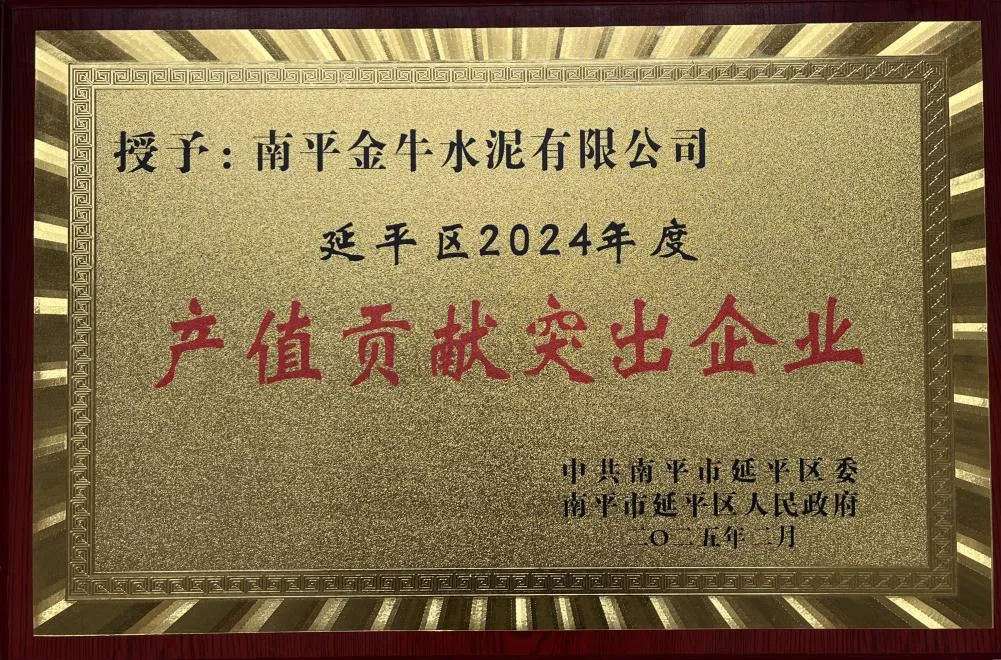 授予：南平金牛水泥有限公司
延平区2024年度
产值贡献突出企业
中共南平市延平区委
南平市延平区人民政府
二〇二五年二月